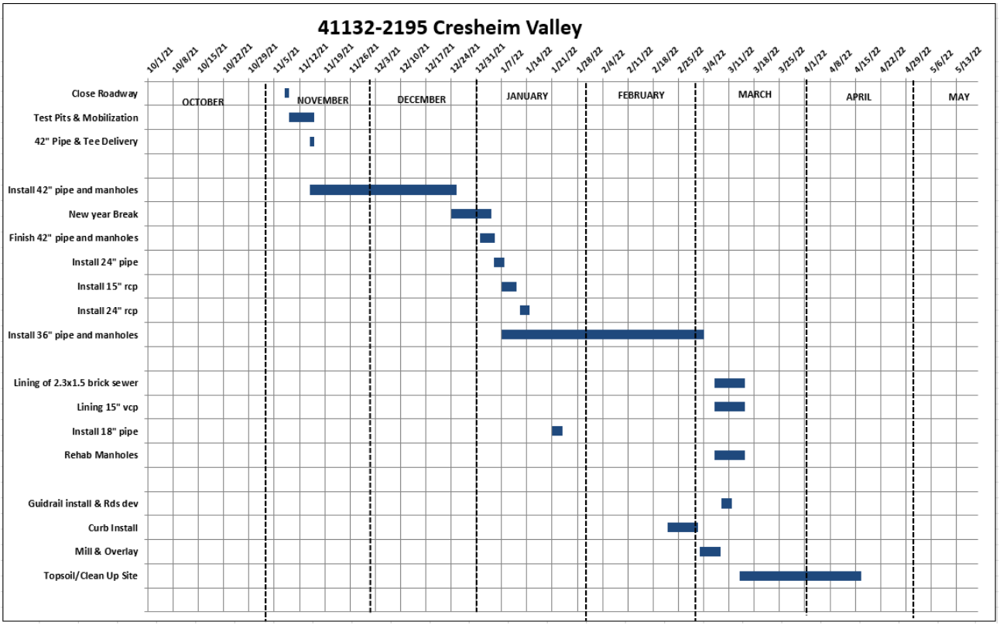 41132-2195 Cresheim Valley
10/1/21 10/8/21 10/15/21 10/22/21 10/29/21 11/5/21 11/12/21 11/19/21 11/26/21 12/3/21 12/10/21 12/17/21 12/24/21 12/31/21 1/7/22 1/14/22 1/21/22 1/28/22 2/4/22 2/11/22 2/18/22 2/25/22 3/4/22 3/11/22 3/18/22 3/25/22 4/1/22 4/8/22 4/15/22 4/22/22 4/29/22 5/6/22 5/13/22
OCTOBER NOVEMBER DECEMBER JANUARY FEBRUARY MARCH APRIL MAY
Close Roadway
Test Pits & Mobilization
42" Pipe & Tee Delivery
Install 42" pipe and manholes
New year Break
Finish 42" pipe and manholes
Install 24" pipe
Install 15" rcp
Install 24" rcp
Install 36" pipe and manholes
Lining of 2.3x1.5 brick sewer
Lining 15" vcp
Install 18" pipe
Rehab Manholes
Guidrail install & Rds dev
Curb Install
Mill & Overlay
Topsoil/Clean Up Site